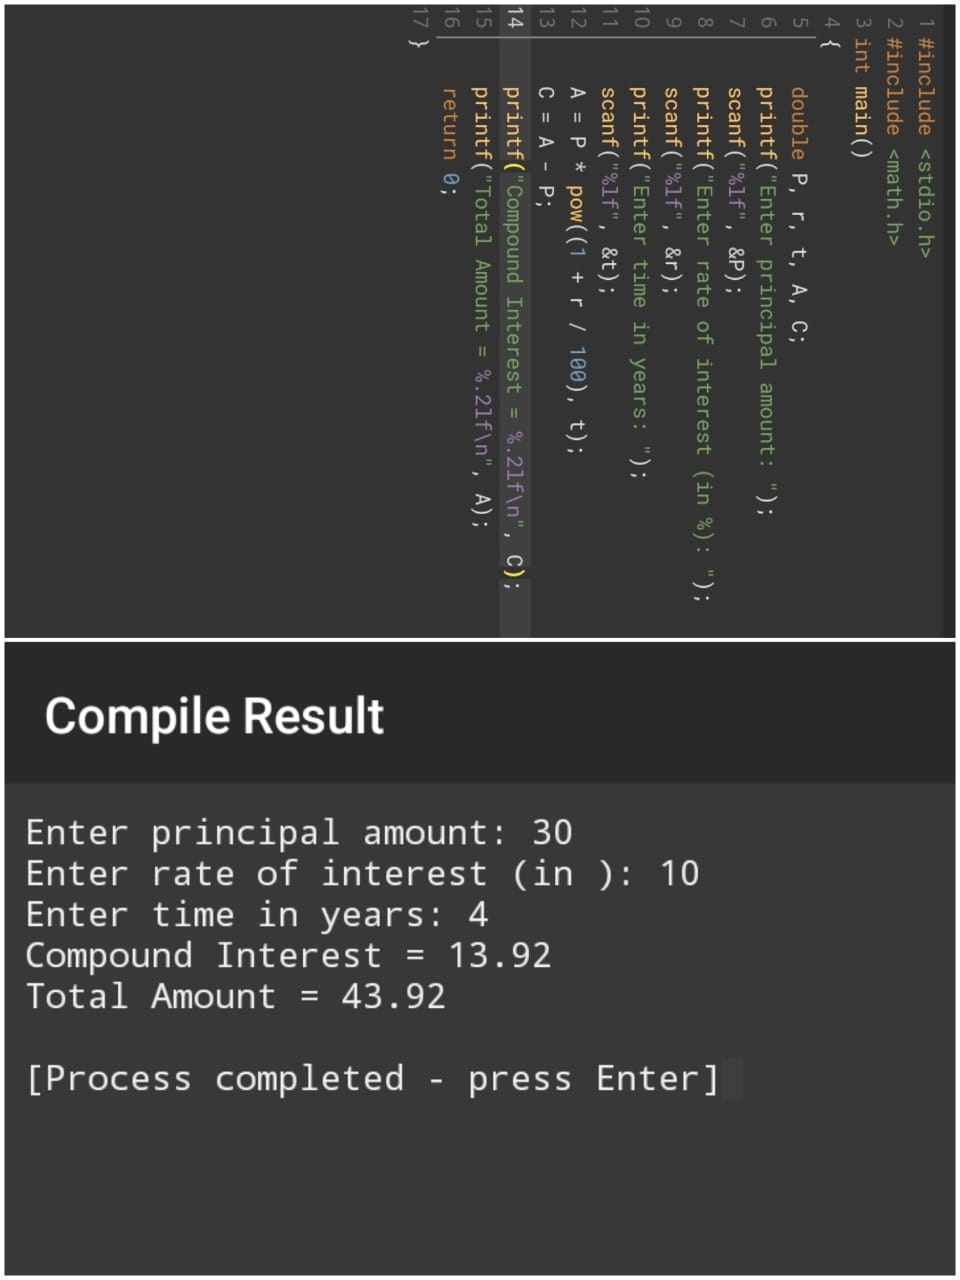 1 #include <stdio.h>
2 #include <math.h>
3 int main()
4 {
5 double P, r, t, A, C;
6 printf("Enter principal amount: ");
7 scanf("%lf", &P);
8 printf("Enter rate of interest (in %): ");
9 scanf("%lf", &r);
10 printf("Enter time in years: ");
11 scanf("%lf", &t);
12 A = P * pow((1 + r / 100), t);
13 C = A - P;
14 printf("Compound Interest = %.2lf\n", C);
15 printf("Total Amount = %.2lf\n", A);
16 return 0;
17 }
Compile Result
Enter principal amount: 30
Enter rate of interest (in ): 10
Enter time in years: 4
Compound Interest = 13.92
Total Amount = 43.92
[Process completed - press Enter]